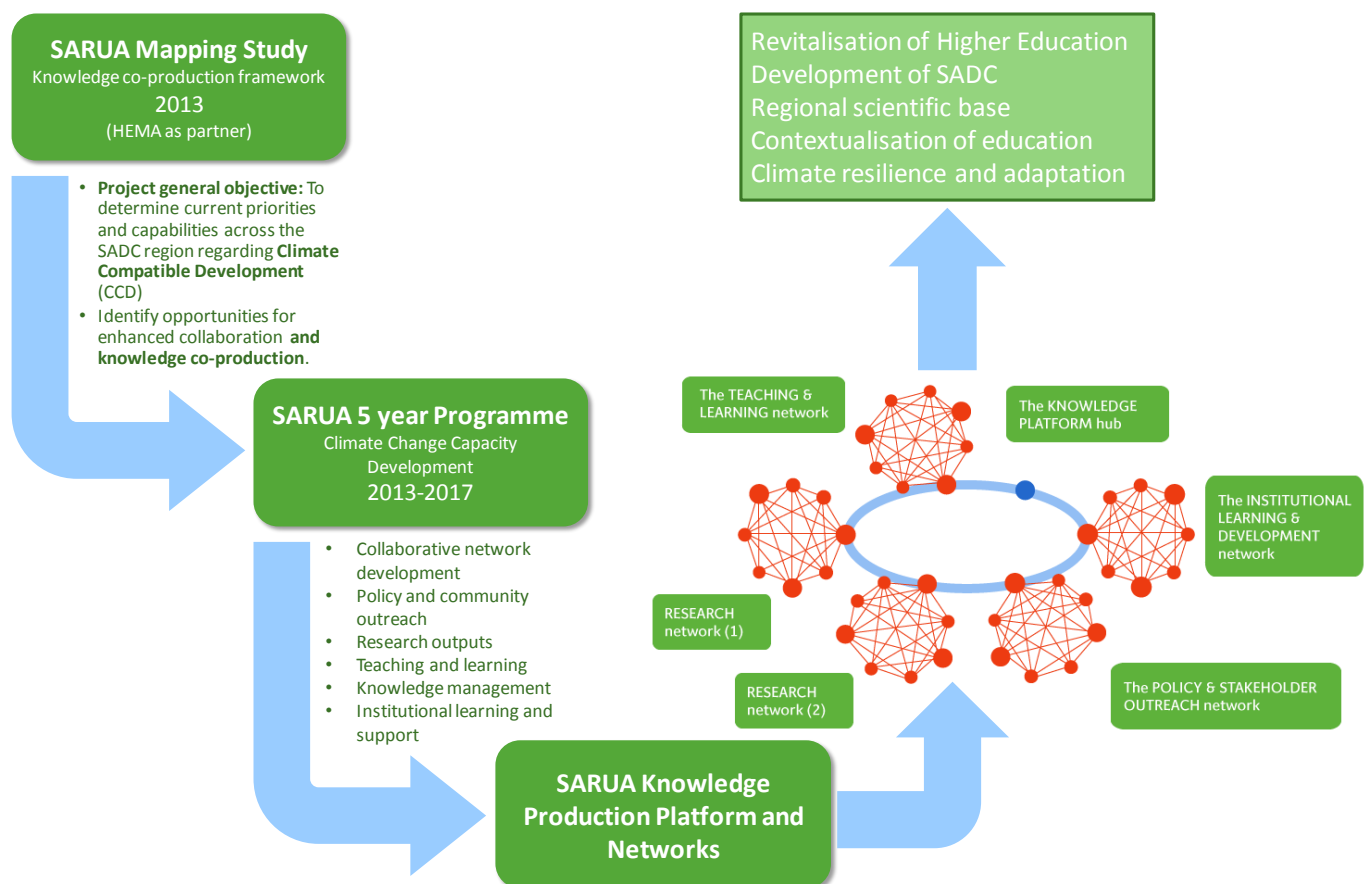 SARUA Mapping Study
Knowledge co-production framework
2013
(HEMA as partner)
• Project general objective: To
determine current priorities
and capabilities across the
SADC region regarding Climate
Compatible Development
(CCD)
• Identify opportunities for
enhanced collaboration and
knowledge co-production.
SARUA 5 year Programme
Climate Change Capacity
Development
2013-2017
• Collaborative network
development
• Policy and community
outreach
• Research outputs
• Teaching and learning
• Knowledge management
• Institutional learning and
support
SARUA Knowledge
Production Platform and
Networks
Revitalisation of Higher Education
Development of SADC
Regional scientific base
Contextualisation of education
Climate resilience and adaptation
The TEACHING &
LEARNING network
The KNOWLEDGE
PLATFORM hub
The INSTITUTIONAL
LEARNING &
DEVELOPMENT
network
RESEARCH
network (1)
RESEARCH
network (2)
The POLICY & STAKEHOLDER
OUTREACH network